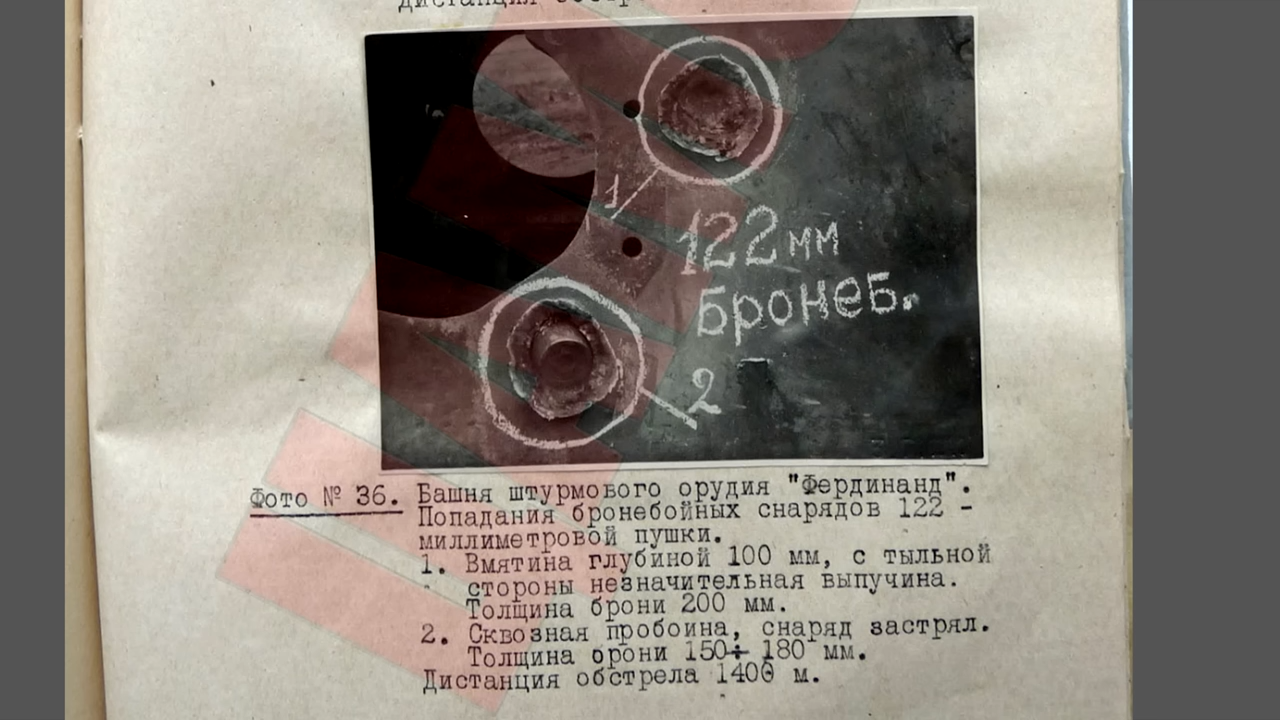 дистанция обстре
1
122мм
бронеб.
2
Фото № 36. Башня штурмового орудия "Фердинанд".
Попадания бронебойных снарядов 122 -
миллиметровой пушки.
1. Вмятина глубиной 100 мм, с тыльной
стороны незначительная выпучина.
Толщина брони 200 мм.
2. Сквозная пробоина, снаряд застрял.
Толщина брони 150÷ 180 мм.
Дистанция обстрела 1400 м.